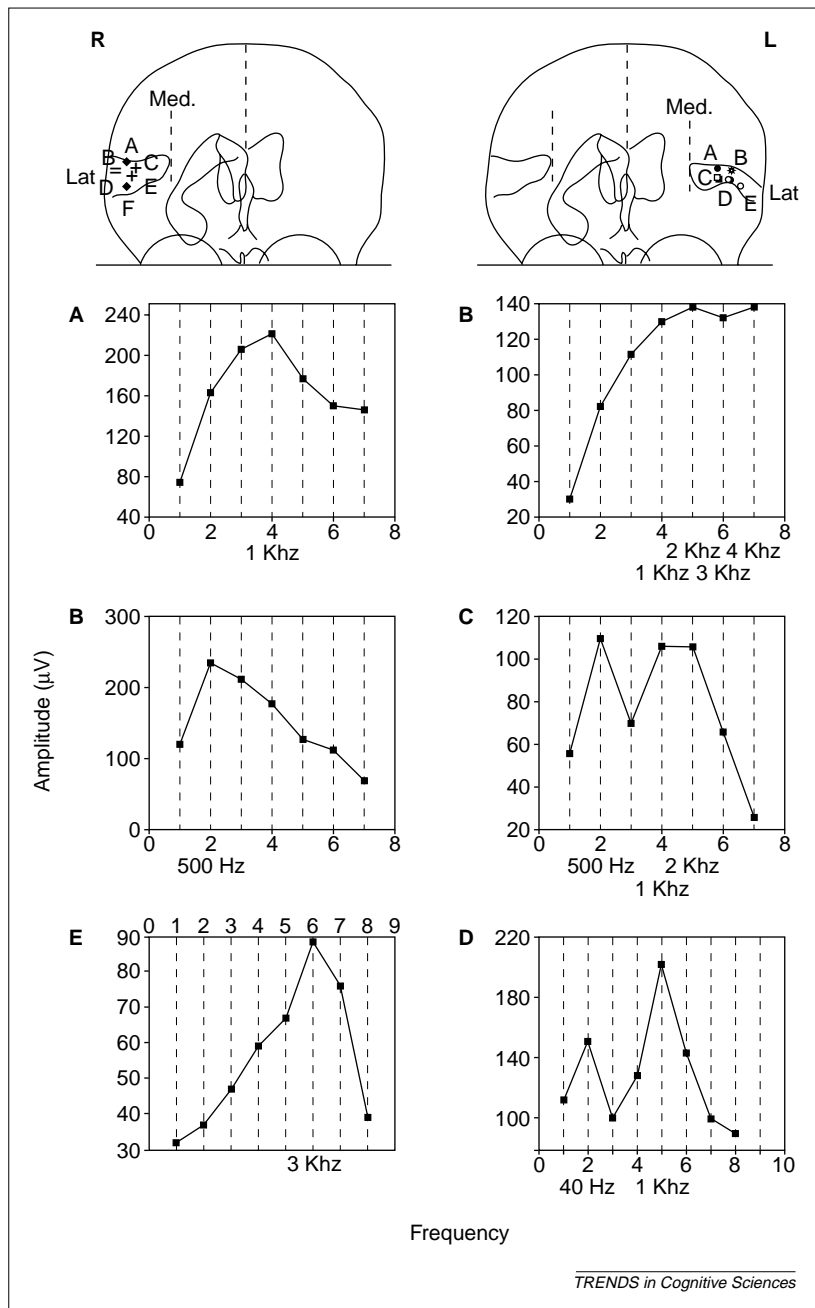 R
L
Med.
Med.
A
B
C
Lat
D
E
F
A
B
C
D
E
Lat
A
240
200
160
120
80
40
0 2 4 6 8
1 Khz
B
140
120
100
80
60
40
20
0 2 4 6 8
2 Khz 4 Khz
1 Khz 3 Khz
B
300
200
100
0
0 2 4 6 8
500 Hz
C
120
100
80
60
40
20
0 2 4 6 8
500 Hz 2 Khz
1 Khz
Amplitude (µV)
E
0 1 2 3 4 5 6 7 8 9
90
80
70
60
50
40
30
3 Khz
D
220
180
140
100
0 2 4 6 8 10
40 Hz 1 Khz
Frequency
TRENDS in Cognitive Sciences